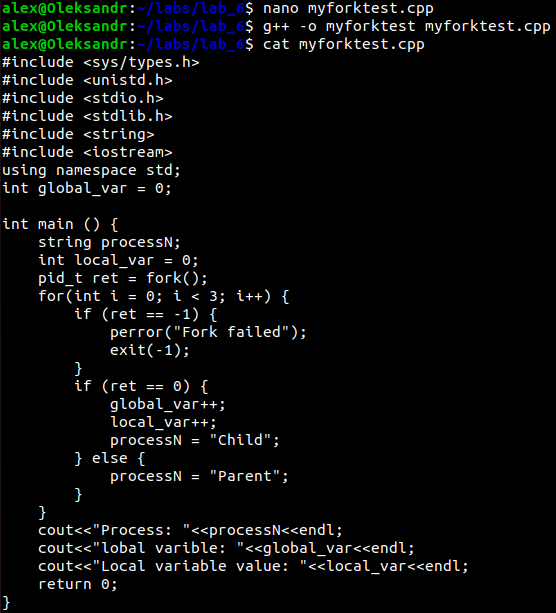 alex@Oleksandr:~/labs/lab_6$ nano myforktest.cpp
alex@Oleksandr:~/labs/lab_6$ g++ -o myforktest myforktest.cpp
alex@Oleksandr:~/labs/lab_6$ cat myforktest.cpp
#include <sys/types.h>
#include <unistd.h>
#include <stdio.h>
#include <stdlib.h>
#include <string>
#include <iostream>
using namespace std;
int global_var = 0;

int main () {
    string processN;
    int local_var = 0;
    pid_t ret = fork();
    for(int i = 0; i < 3; i++) {
        if (ret == -1) {
            perror("Fork failed");
            exit(-1);
        }
        if (ret == 0) {
            global_var++;
            local_var++;
            processN = "Child";
        } else {
            processN = "Parent";
        }
    }
    cout<<"Process: "<<processN<<endl;
    cout<<"lobal varible: "<<global_var<<endl;
    cout<<"Local variable value: "<<local_var<<endl;
    return 0;
}